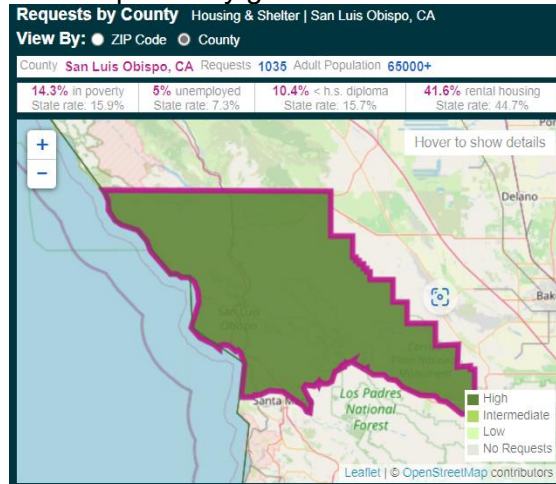 Requests by County Housing & Shelter | San Luis Obispo, CA
View By: ZIP Code County
County San Luis Obispo, CA Requests 1035 Adult Population 65000+
14.3% in poverty 5% unemployed 10.4% < h.s. diploma 41.6% rental housing
State rate: 15.9% State rate: 7.3% State rate: 15.7% State rate: 44.7%
+
Hover to show details
−
Delano
San Luis
Obispo
Santa M
Los Padres
National
Forest
High
Intermediate
Low
No Requests
Leaflet | © OpenStreetMap contributors